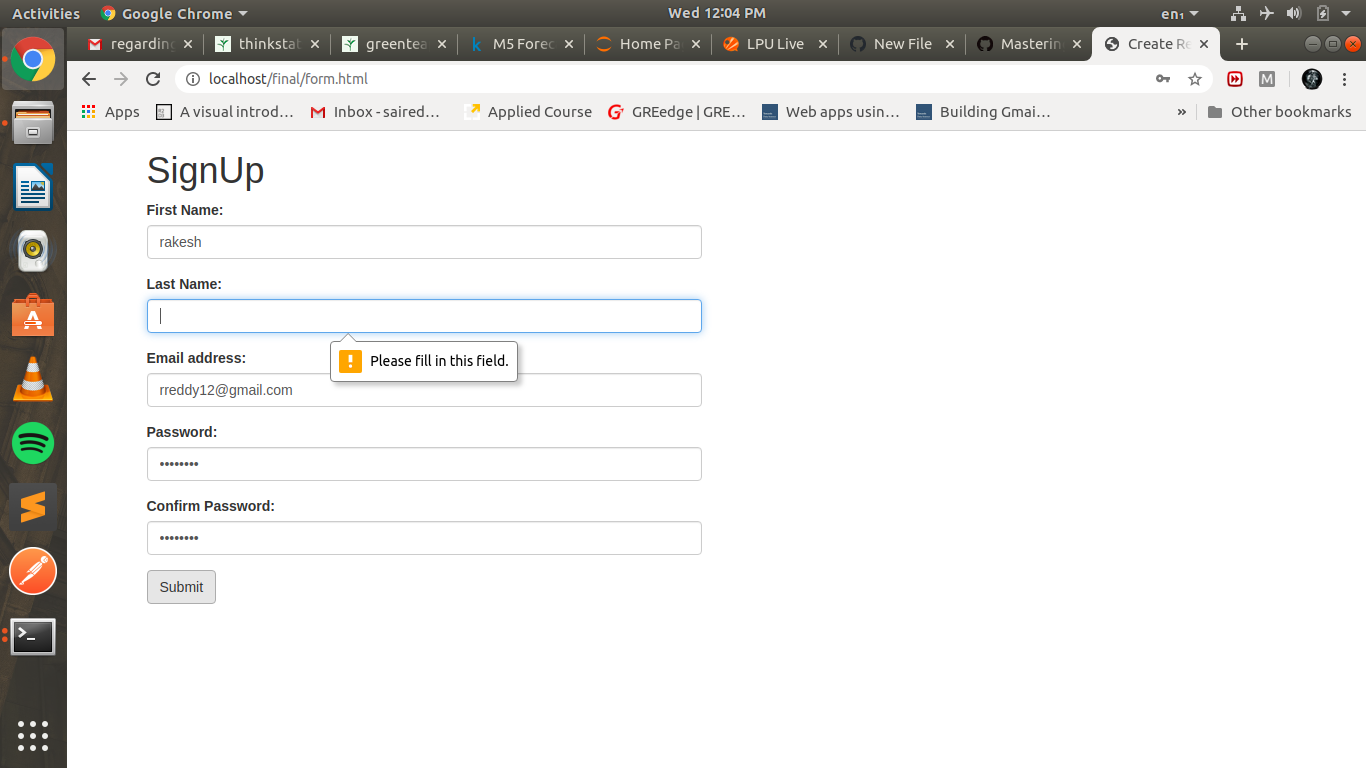 Activities Google Chrome Wed 12:04 PM en₁
regarding thinkstat greentea M5 Forec Home Pa LPU Live New File Mastering Create Re
localhost/final/form.html
Apps A visual introd… Inbox - saired… Applied Course GREedge | GRE… Web apps usin… Building Gmai… » Other bookmarks
SignUp
First Name:
rakesh
Last Name:
Please fill in this field.
Email address:
rreddy12@gmail.com
Password:
••••••••
Confirm Password:
••••••••
Submit